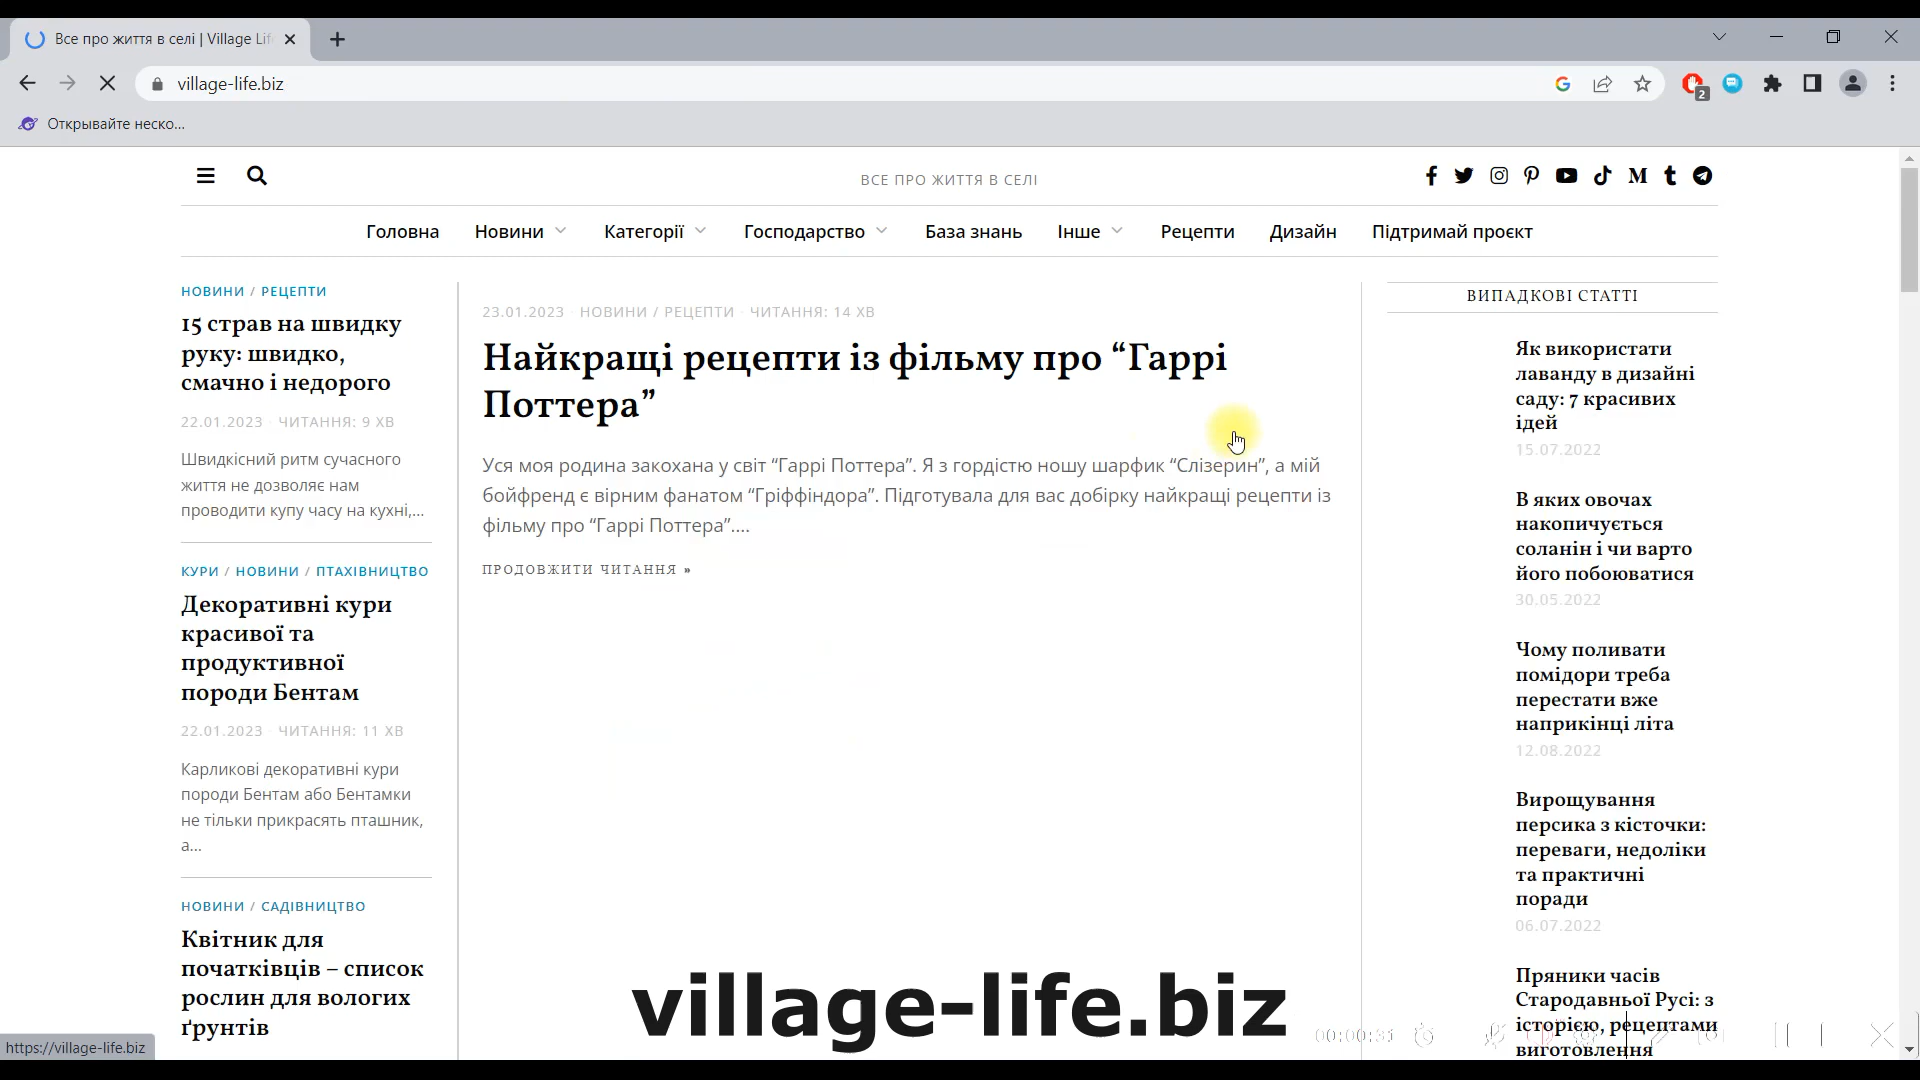 Все про життя в селі | Village Lif
village-life.biz
2
Открывайте неско...
ВСЕ ПРО ЖИТТЯ В СЕЛІ
Головна Новини Категорії Господарство База знань Інше Рецепти Дизайн Підтримай проєкт
НОВИНИ / РЕЦЕПТИ
15 страв на швидку
руку: швидко,
смачно і недорого
22.01.2023 · ЧИТАННЯ: 9 ХВ
Швидкісний ритм сучасного
життя не дозволяє нам
проводити купу часу на кухні,...
КУРИ / НОВИНИ / ПТАХІВНИЦТВО
Декоративні кури
красивої та
продуктивної
породи Бентам
22.01.2023 · ЧИТАННЯ: 11 ХВ
Карликові декоративні кури
породи Бентам або Бентамки
не тільки прикрасять пташник,
а...
НОВИНИ / САДІВНИЦТВО
Квітник для
початківців – список
рослин для вологих
ґрунтів
23.01.2023 · НОВИНИ / РЕЦЕПТИ · ЧИТАННЯ: 14 ХВ
Найкращі рецепти із фільму про “Гаррі
Поттера”
Уся моя родина закохана у світ “Гаррі Поттера”. Я з гордістю ношу шарфик “Слізерин”, а мій
бойфренд є вірним фанатом “Гріффіндора”. Підготувала для вас добірку найкращі рецепти із
фільму про “Гаррі Поттера”....
ПРОДОВЖИТИ ЧИТАННЯ »
ВИПАДКОВІ СТАТТІ
Як використати
лаванду в дизайні
саду: 7 красивих
ідей
15.07.2022
В яких овочах
накопичується
соланін і чи варто
його побоюватися
30.05.2022
Чому поливати
помідори треба
перестати вже
наприкінці літа
12.08.2022
Вирощування
персика з кісточки:
переваги, недоліки
та практичні
поради
06.07.2022
Пряники часів
Стародавньої Русі: з
історією, рецептами
виготовлення
village-life.biz
00:00:31
https://village-life.biz